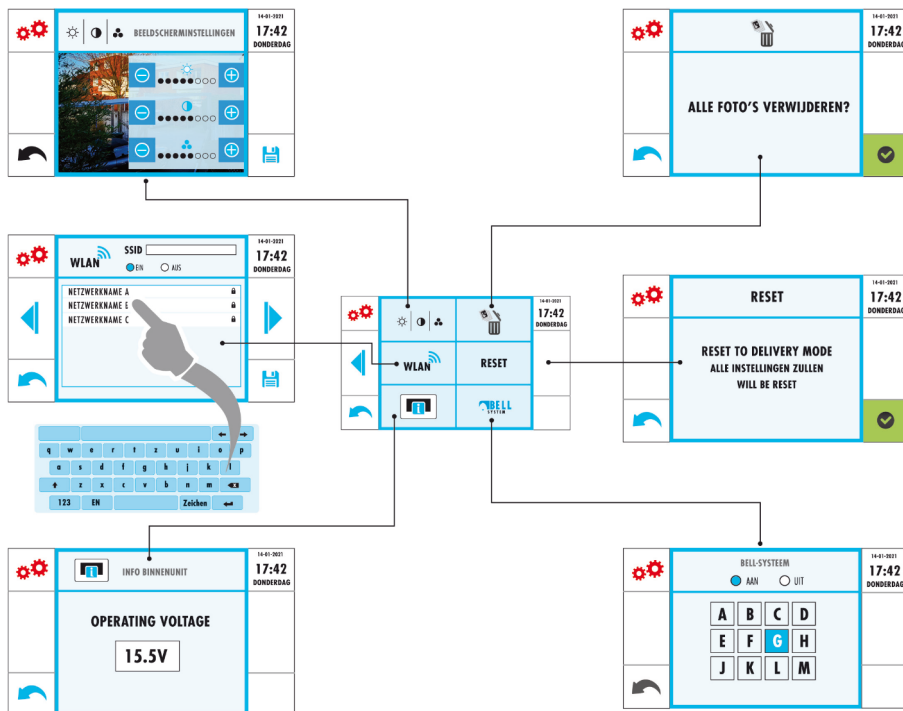 14-01-2021
17:42
DONDERDAG
BEELDSCHERMINSTELLINGEN
14-01-2021
17:42
DONDERDAG
ALLE FOTO'S VERWIJDEREN?
14-01-2021
17:42
DONDERDAG
WLAN
SSID
EIN AUS
NETZWERKNAME A
NETZWERKNAME B
NETZWERKNAME C
14-01-2021
17:42
DONDERDAG
WLAN
RESET
BELL
SYSTEM
14-01-2021
17:42
DONDERDAG
RESET
RESET TO DELIVERY MODE
ALLE INSTELLINGEN ZULLEN
WILL BE RESET
q w e r t z u i o p
a s d f g h j k l
z x c v b n m
123 EN Zeichen
14-01-2021
17:42
DONDERDAG
INFO BINNENUNIT
OPERATING VOLTAGE
15.5V
14-01-2021
17:42
DONDERDAG
BELL-SYSTEEM
AAN UIT
A B C D
E F G H
J K L M